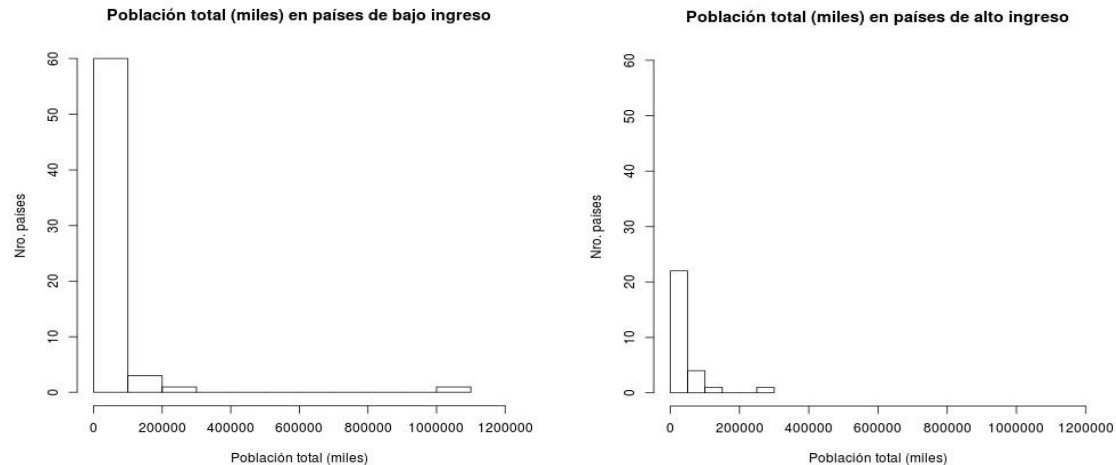 Población total (miles) en países de bajo ingreso
60
50
40
30
20
10
0
Nro. países
0 200000 400000 600000 800000 1000000 1200000
Población total (miles)
Población total (miles) en países de alto ingreso
60
50
40
30
20
10
0
Nro. países
0 200000 400000 600000 800000 1000000 1200000
Población total (miles)